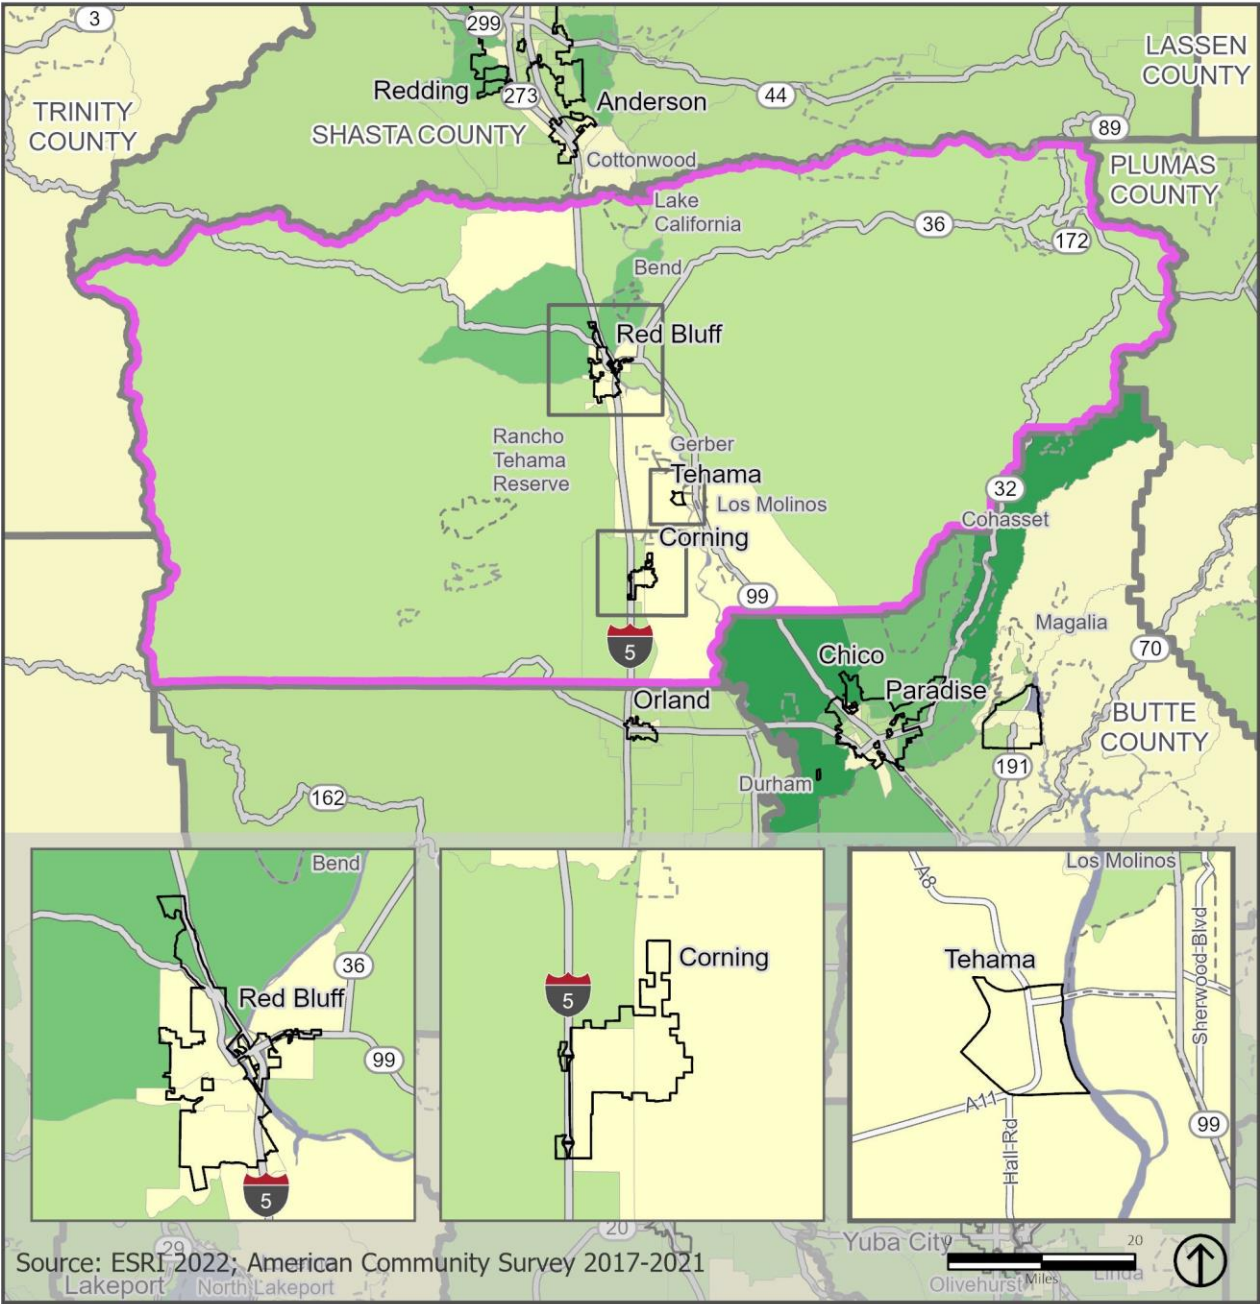 3
299
LASSEN
COUNTY
Redding
273
Anderson
44
TRINITY
COUNTY
SHASTA COUNTY
89
Cottonwood
PLUMAS
COUNTY
Lake
California
36
172
Bend
Red Bluff
Rancho
Tehama
Reserve
Gerber
Tehama
Los Molinos
32
Cohasset
Corning
99
5
Magalia
70
Chico
Paradise
Orland
BUTTE
COUNTY
191
Durham
162
Bend
36
Red Bluff
99
5
Corning
5
Los Molinos
A8
Tehama
Sherwood Blvd
A11
Hall Rd
99
20
Yuba City
0 20
Miles
29
Source: ESRI 2022; American Community Survey 2017-2021
Lakeport
North Lakeport
Olivehurst
Linda